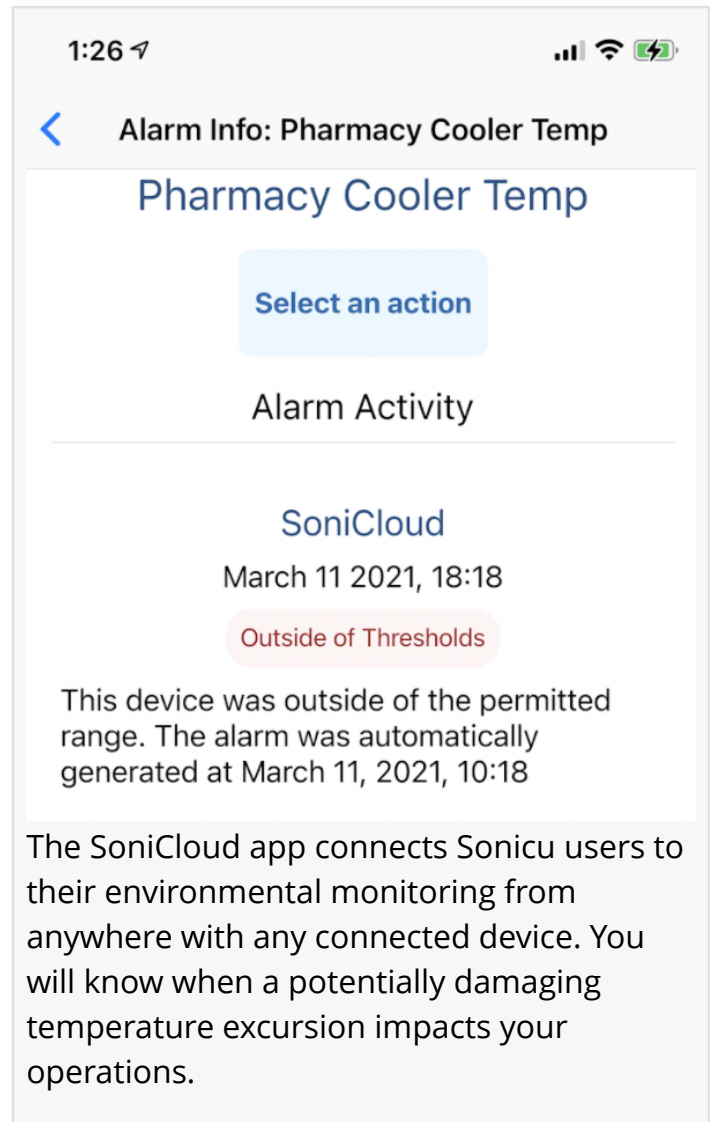 1:26
Alarm Info: Pharmacy Cooler Temp
Pharmacy Cooler Temp
Select an action
Alarm Activity
SoniCloud
March 11 2021, 18:18
Outside of Thresholds
This device was outside of the permitted
range. The alarm was automatically
generated at March 11, 2021, 10:18
The SoniCloud app connects Sonicu users to
their environmental monitoring from
anywhere with any connected device. You
will know when a potentially damaging
temperature excursion impacts your
operations.